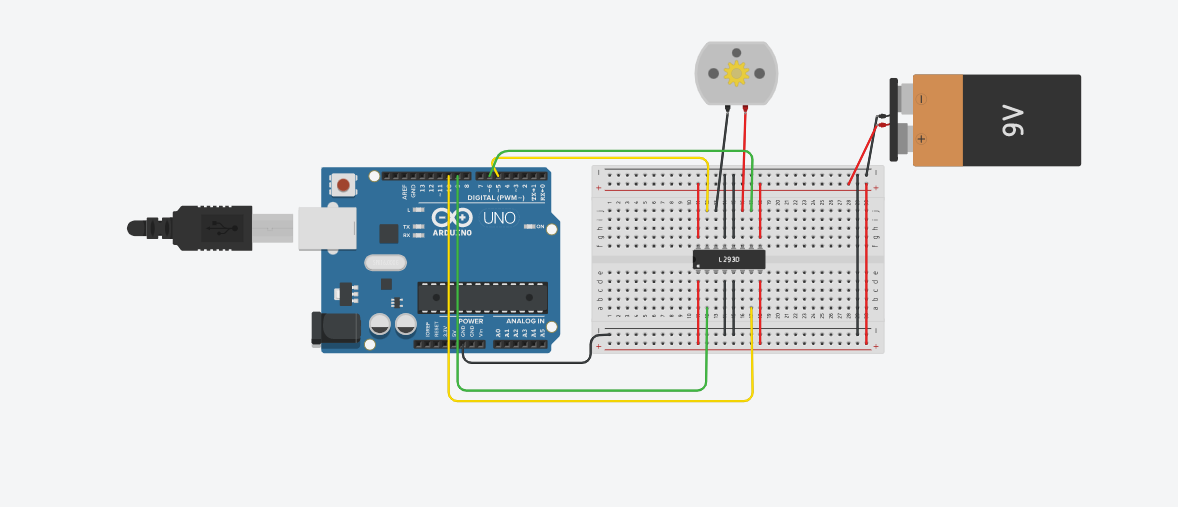 9V
AREF
GND
13
12
~11
8
7
~6
~5
4
~3
2
TX→1
RX←0
DIGITAL (PWM~)
L
TX
RX
UNO
ARDUINO
ON
L293D
POWER
ANALOG IN
IOREF
RESET
3.3V
5V
GND
GND
Vin
A0
A1
A2
A3
A4
A5
j
i
h
g
f
e
d
c
b
a